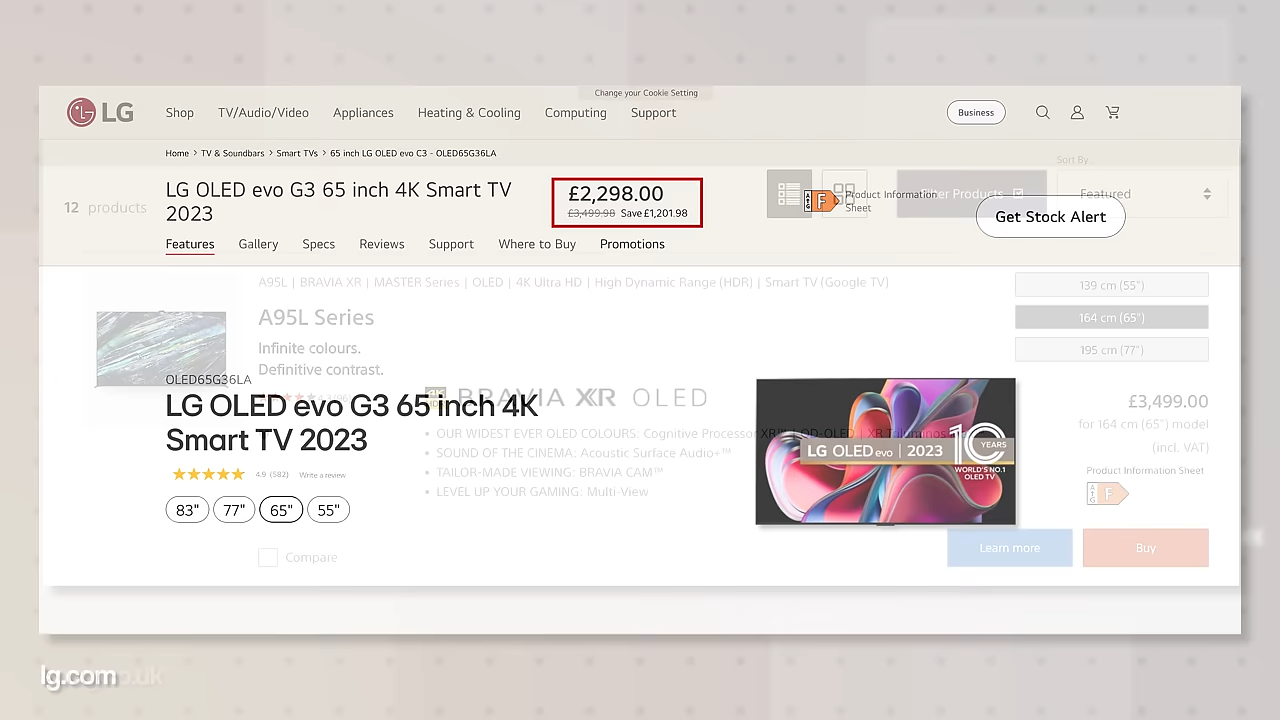 Change your Cookie Setting
LG
Shop
TV/Audio/Video
Appliances
Heating & Cooling
Computing
Support
Business
Home > TV & Soundbars > Smart TVs > 65 inch LG OLED evo C3 - OLED65G36LA
Sort By..
LG OLED evo G3 65 inch 4K Smart TV
2023
£2,298.00
£3,499.98 Save £1,201.98
12 products
F
Product Information
Sheet
Products
Featured
Get Stock Alert
Features
Gallery
Specs
Reviews
Support
Where to Buy
Promotions
A95L | BRAVIA XR | MASTER Series | OLED | 4K Ultra HD | High Dynamic Range (HDR) | Smart TV (Google TV)
A95L Series
Infinite colours.
Definitive contrast.
139 cm (55")
164 cm (65")
195 cm (77")
OLED65G36LA
LG OLED evo G3 65 inch 4K
Smart TV 2023
4.9 (582) Write a review
83"
77"
65"
55"
BRAVIA XR OLED
OUR WIDEST EVER OLED COLOURS: Cognitive Processor XR™ | QD-OLED | XR Triluminos
SOUND OF THE CINEMA: Acoustic Surface Audio+™
TAILOR-MADE VIEWING: BRAVIA CAM™
LEVEL UP YOUR GAMING: Multi-View
LG OLED evo | 2023
10 YEARS
WORLD'S NO.1
OLED TV
£3,499.00
for 164 cm (65") model
(incl. VAT)
Product Information Sheet
F
Compare
Learn more
Buy
lg.com